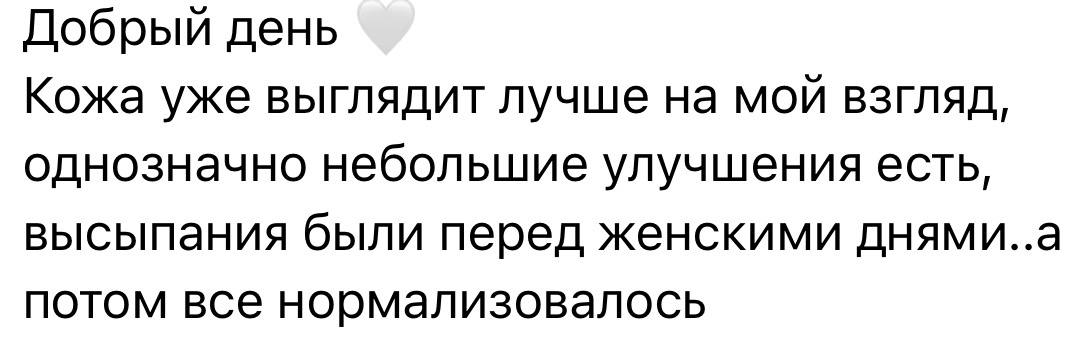 Добрый день 🤍
Кожа уже выглядит лучше на мой взгляд,
однозначно небольшие улучшения есть,
высыпания были перед женскими днями..а
потом все нормализовалось